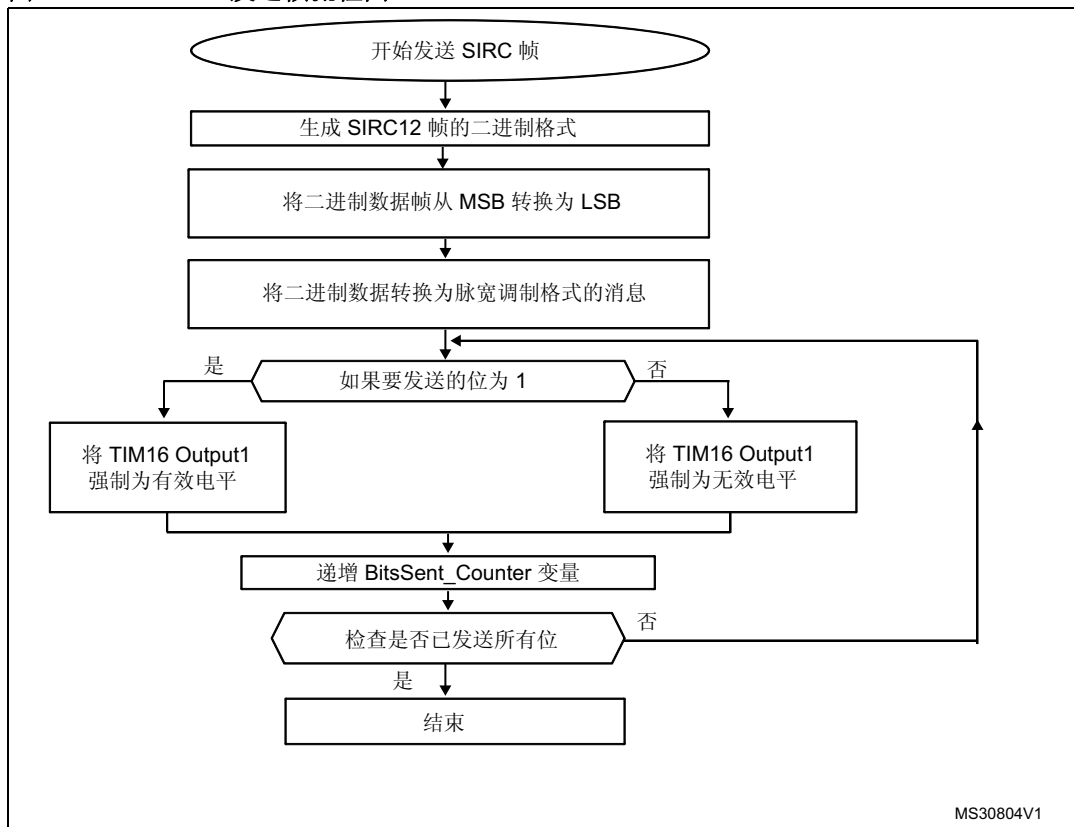 开始发送 SIRC 帧
生成 SIRC12 帧的二进制格式
将二进制数据帧从 MSB 转换为 LSB
将二进制数据转换为脉宽调制格式的消息
是
如果要发送的位为 1
否
将 TIM16 Output1
强制为有效电平
将 TIM16 Output1
强制为无效电平
递增 BitsSent_Counter 变量
检查是否已发送所有位
否
是
结束
MS30804V1